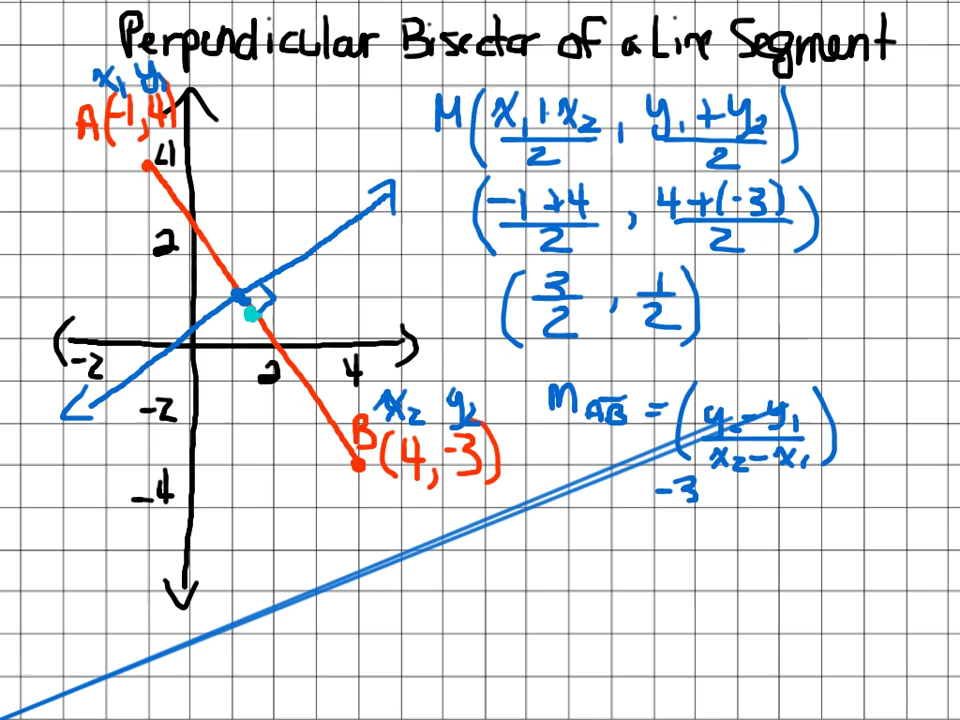 Perpendicular Bisector of a Line Segment
x₁ y₁
A(-1,4)
M(x₁+x₂/2, y₁+y₂/2)
(-1+4/2, 4+(-3)/2)
(3/2, 1/2)
4
2
-2
2
4
-2
-4
x₂ y₂
B(4,-3)
M_AB = (y₂-y₁/x₂-x₁)
-3